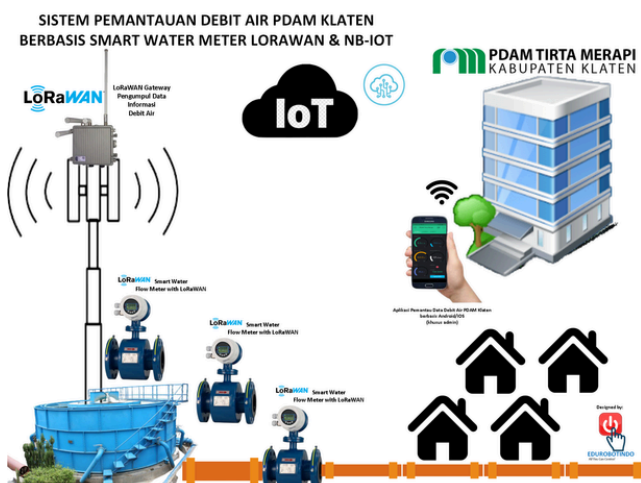 SISTEM PEMANTAUAN DEBIT AIR PDAM KLATEN
BERBASIS SMART WATER METER LORAWAN & NB-IOT
LoRaWAN
LoRaWAN Gateway
Pengumpul Data
Informasi
Debit Air
IoT
PDAM TIRTA MERAPI
KABUPATEN KLATEN
LoRaWAN Smart Water
Flow Meter with LoRaWAN
LoRaWAN Smart Water
Flow Meter with LoRaWAN
LoRaWAN Smart Water
Flow Meter with LoRaWAN
Aplikasi Pemantau Data Debit Air PDAM Klaten
berbasis Android/IOS
(khusus admin)
Designed by:
EDUROBOTINDO